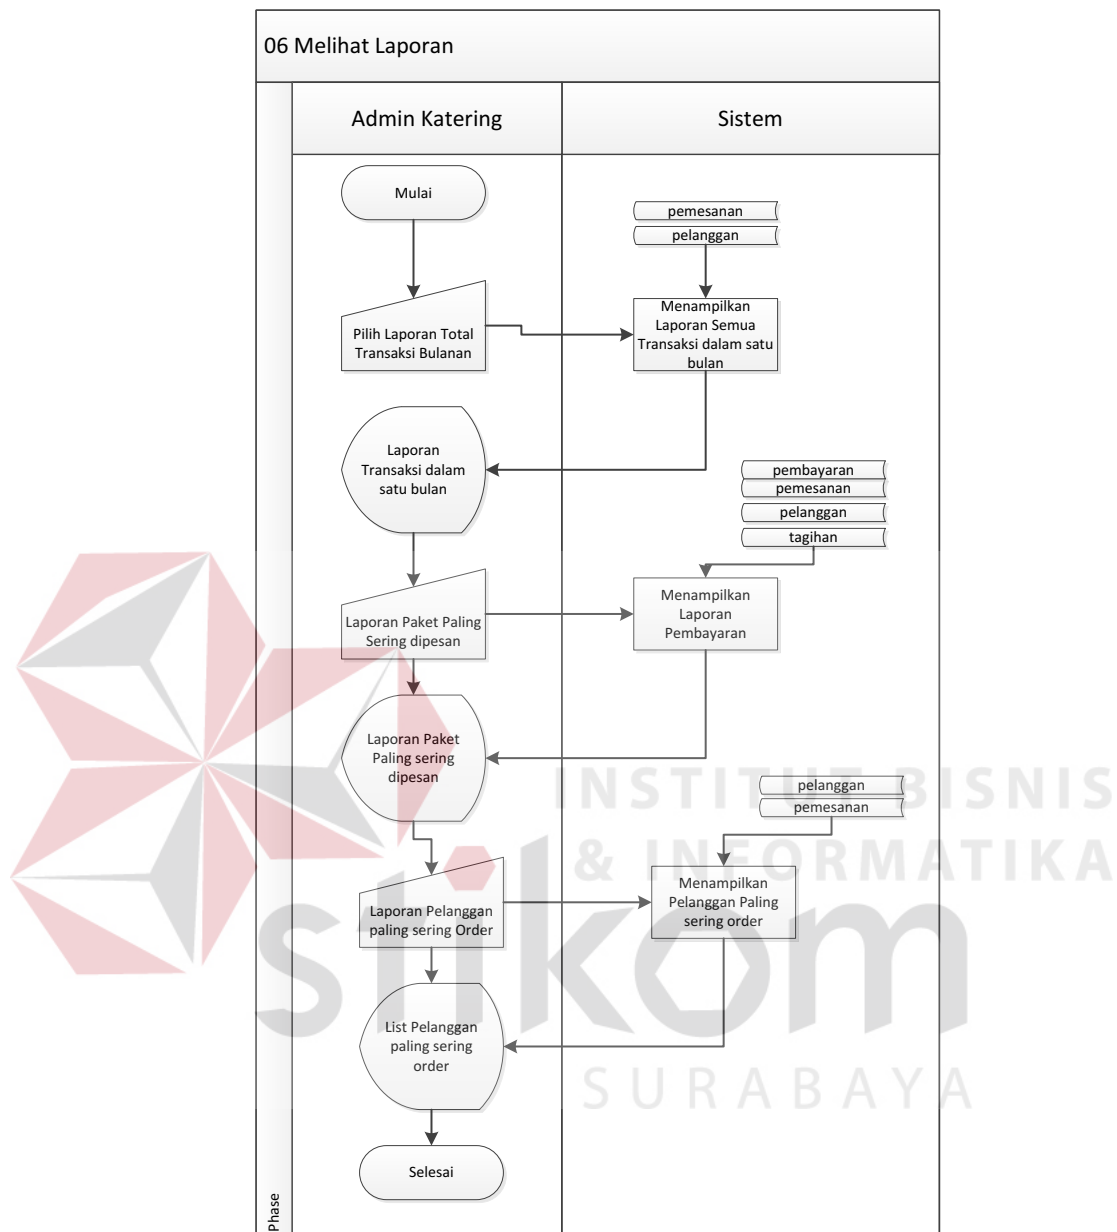 06 Melihat Laporan
Admin Katering
Sistem
Mulai
pemesanan
pelanggan
Pilih Laporan Total
Transaksi Bulanan
Menampilkan
Laporan Semua
Transaksi dalam satu
bulan
Laporan
Transaksi dalam
satu bulan
pembayaran
pemesanan
pelanggan
tagihan
Laporan Paket Paling
Sering dipesan
Menampilkan
Laporan
Pembayaran
Laporan Paket
Paling sering
dipesan
pelanggan
pemesanan
Laporan Pelanggan
paling sering Order
Menampilkan
Pelanggan Paling
sering order
List Pelanggan
paling sering
order
Selesai
Phase
INSTITUT BISNIS
& INFORMATIKA
stikom
SURABAYA